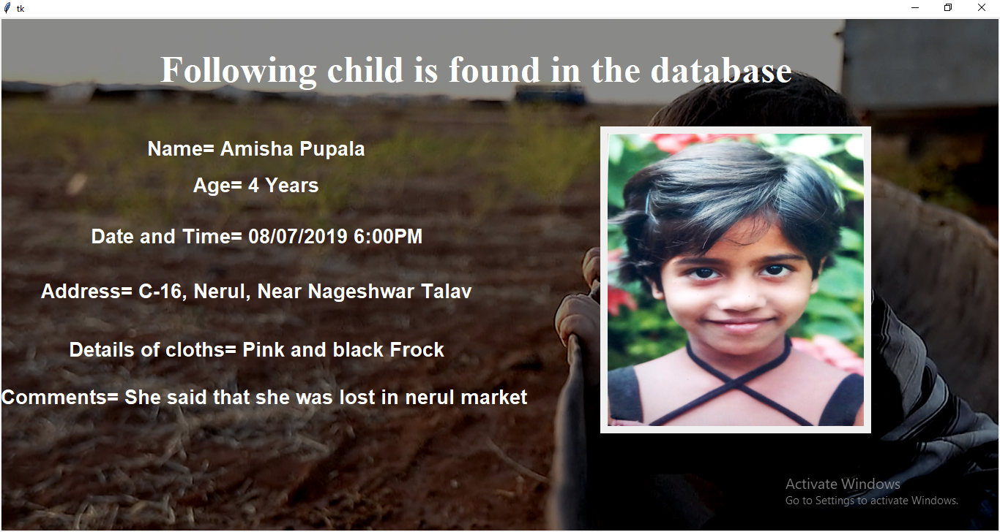 tk
Following child is found in the database
Name= Amisha Pupala
Age= 4 Years
Date and Time= 08/07/2019 6:00PM
Address= C-16, Nerul, Near Nageshwar Talav
Details of cloths= Pink and black Frock
Comments= She said that she was lost in nerul market
Activate Windows
Go to Settings to activate Windows.